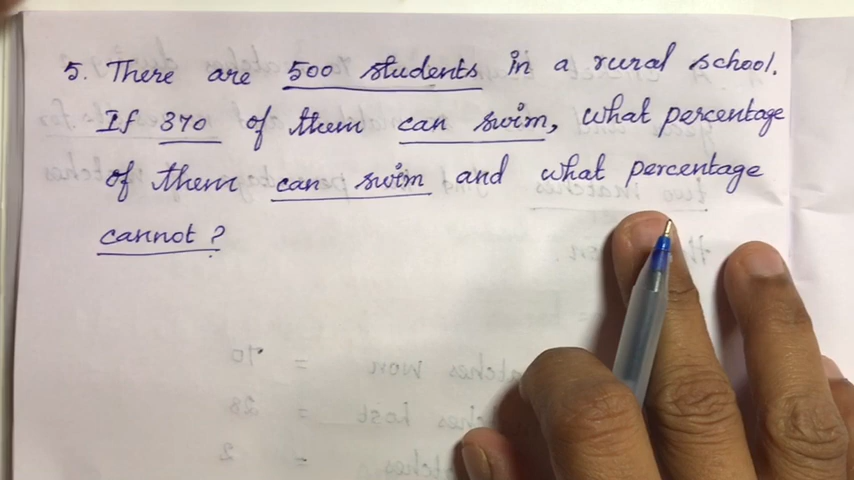 5. There are 500 students in a rural school.
If 370 of them can swim, what percentage
of them can swim and what percentage
cannot?